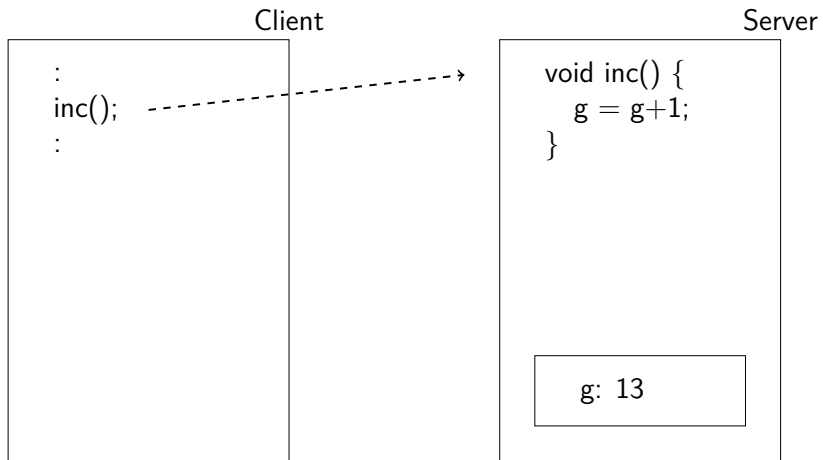 Client
:
inc();
:
Server
void inc() {
g = g+1;
}
g: 13